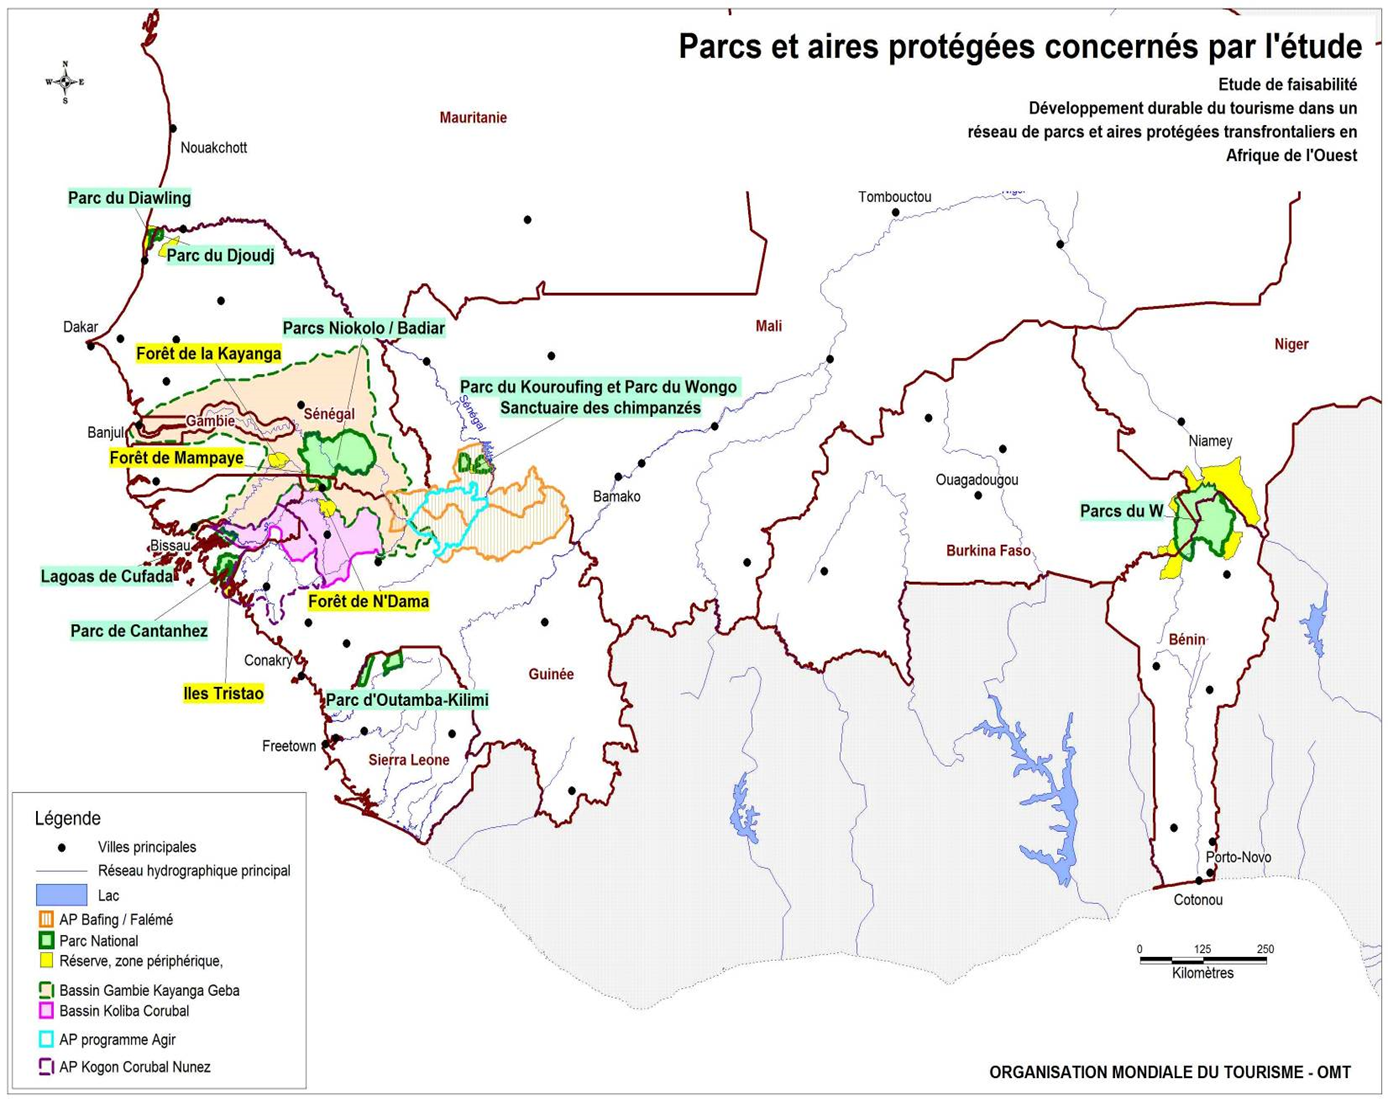 Parcs et aires protégées concernés par l'étude
Etude de faisabilité
Développement durable du tourisme dans un
réseau de parcs et aires protégées transfrontaliers en
Afrique de l'Ouest
N
W E
S
Mauritanie
Nouakchott
Parc du Diawling
Parc du Djoudj
Tombouctou
Niger
Dakar
Parcs Niokolo / Badiar
Mali
Niger
Forêt de la Kayanga
Parc du Kouroufing et Parc du Wongo
Sanctuaire des chimpanzés
Sénégal
Gambie
Sénégal
Banjul
Niamey
Forêt de Mampaye
Bamako
Ouagadougou
Parcs du W
Bissau
Burkina Faso
Lagoas de Cufada
Forêt de N'Dama
Parc de Cantanhez
Bénin
Conakry
Guinée
Iles Tristao
Parc d'Outamba-Kilimi
Freetown
Sierra Leone
Porto-Novo
Cotonou
Légende
Villes principales
Réseau hydrographique principal
Lac
AP Bafing / Falémé
Parc National
Réserve, zone périphérique,
Bassin Gambie Kayanga Geba
Bassin Koliba Corubal
AP programme Agir
AP Kogon Corubal Nunez
0 125 250
Kilomètres
ORGANISATION MONDIALE DU TOURISME - OMT